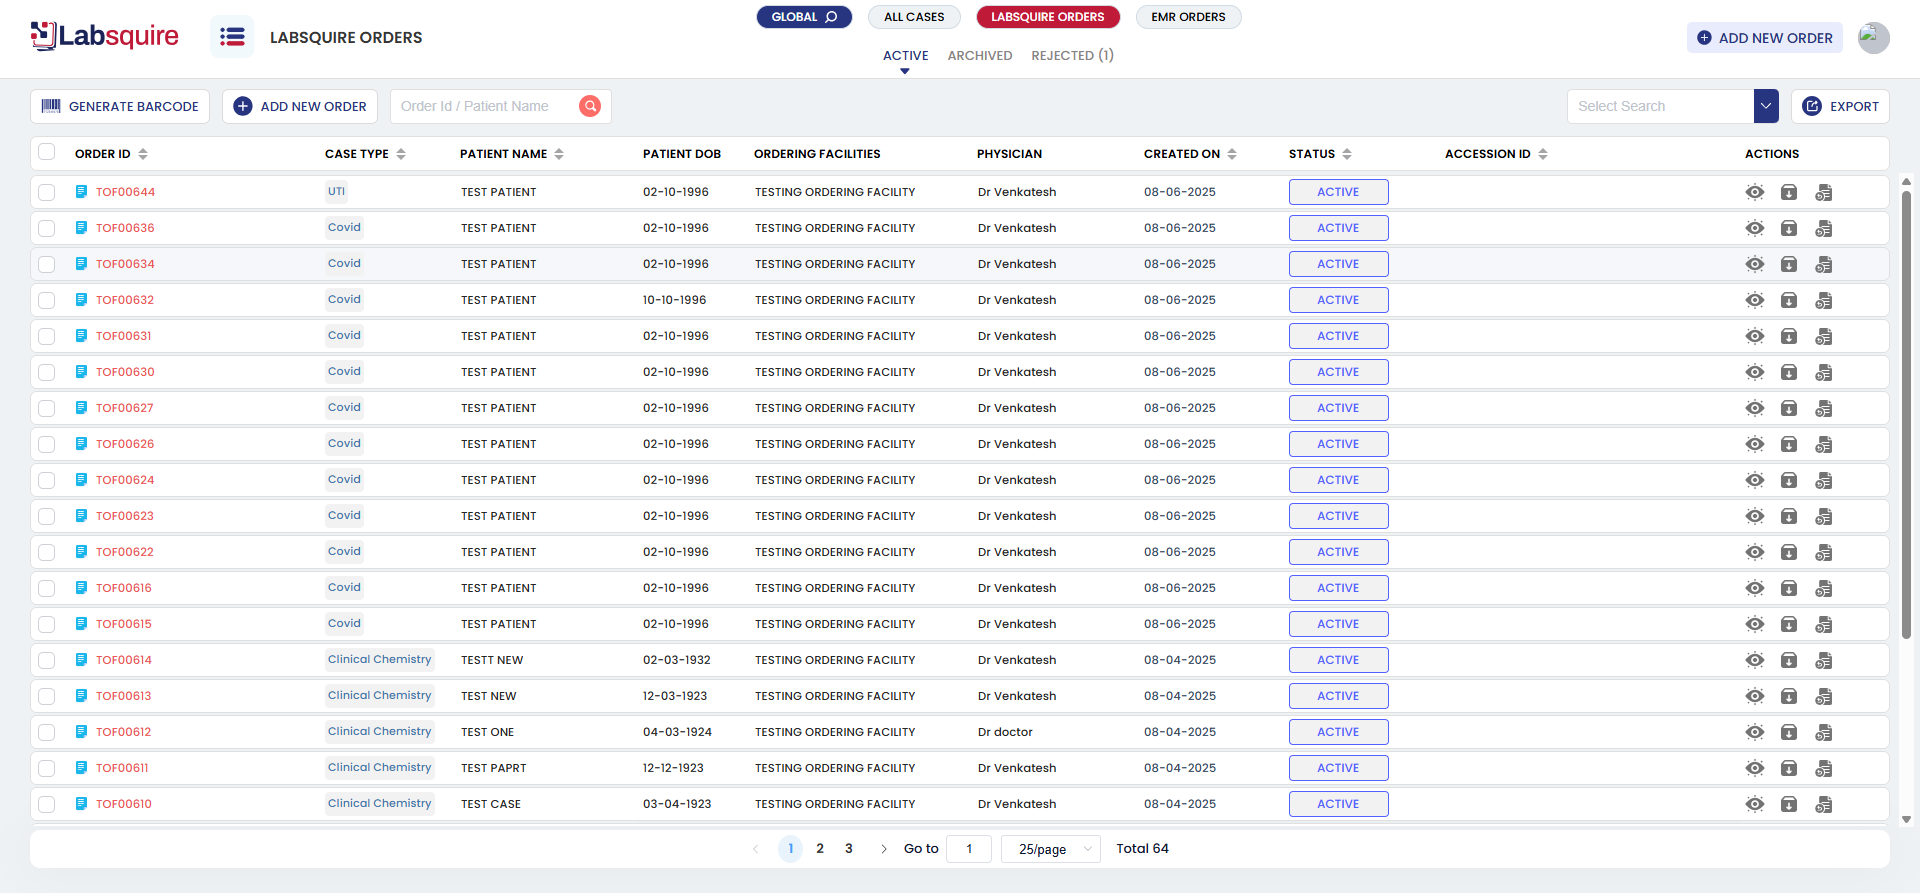 Labsquire
LABSQUIRE ORDERS
GLOBAL ALL CASES LABSQUIRE ORDERS EMR ORDERS
ACTIVE ARCHIVED REJECTED (1)
ADD NEW ORDER
GENERATE BARCODE ADD NEW ORDER Order Id / Patient Name Select Search EXPORT
ORDER ID CASE TYPE PATIENT NAME PATIENT DOB ORDERING FACILITIES PHYSICIAN CREATED ON STATUS ACCESSION ID ACTIONS
TOF00644 UTI TEST PATIENT 02-10-1996 TESTING ORDERING FACILITY Dr Venkatesh 08-06-2025 ACTIVE
TOF00636 Covid TEST PATIENT 02-10-1996 TESTING ORDERING FACILITY Dr Venkatesh 08-06-2025 ACTIVE
TOF00634 Covid TEST PATIENT 02-10-1996 TESTING ORDERING FACILITY Dr Venkatesh 08-06-2025 ACTIVE
TOF00632 Covid TEST PATIENT 10-10-1996 TESTING ORDERING FACILITY Dr Venkatesh 08-06-2025 ACTIVE
TOF00631 Covid TEST PATIENT 02-10-1996 TESTING ORDERING FACILITY Dr Venkatesh 08-06-2025 ACTIVE
TOF00630 Covid TEST PATIENT 02-10-1996 TESTING ORDERING FACILITY Dr Venkatesh 08-06-2025 ACTIVE
TOF00627 Covid TEST PATIENT 02-10-1996 TESTING ORDERING FACILITY Dr Venkatesh 08-06-2025 ACTIVE
TOF00626 Covid TEST PATIENT 02-10-1996 TESTING ORDERING FACILITY Dr Venkatesh 08-06-2025 ACTIVE
TOF00624 Covid TEST PATIENT 02-10-1996 TESTING ORDERING FACILITY Dr Venkatesh 08-06-2025 ACTIVE
TOF00623 Covid TEST PATIENT 02-10-1996 TESTING ORDERING FACILITY Dr Venkatesh 08-06-2025 ACTIVE
TOF00622 Covid TEST PATIENT 02-10-1996 TESTING ORDERING FACILITY Dr Venkatesh 08-06-2025 ACTIVE
TOF00616 Covid TEST PATIENT 02-10-1996 TESTING ORDERING FACILITY Dr Venkatesh 08-06-2025 ACTIVE
TOF00615 Covid TEST PATIENT 02-10-1996 TESTING ORDERING FACILITY Dr Venkatesh 08-06-2025 ACTIVE
TOF00614 Clinical Chemistry TESTT NEW 02-03-1932 TESTING ORDERING FACILITY Dr Venkatesh 08-04-2025 ACTIVE
TOF00613 Clinical Chemistry TEST NEW 12-03-1923 TESTING ORDERING FACILITY Dr Venkatesh 08-04-2025 ACTIVE
TOF00612 Clinical Chemistry TEST ONE 04-03-1924 TESTING ORDERING FACILITY Dr doctor 08-04-2025 ACTIVE
TOF00611 Clinical Chemistry TEST PAPRT 12-12-1923 TESTING ORDERING FACILITY Dr Venkatesh 08-04-2025 ACTIVE
TOF00610 Clinical Chemistry TEST CASE 03-04-1923 TESTING ORDERING FACILITY Dr Venkatesh 08-04-2025 ACTIVE
1 2 3 Go to 1 25/page Total 64